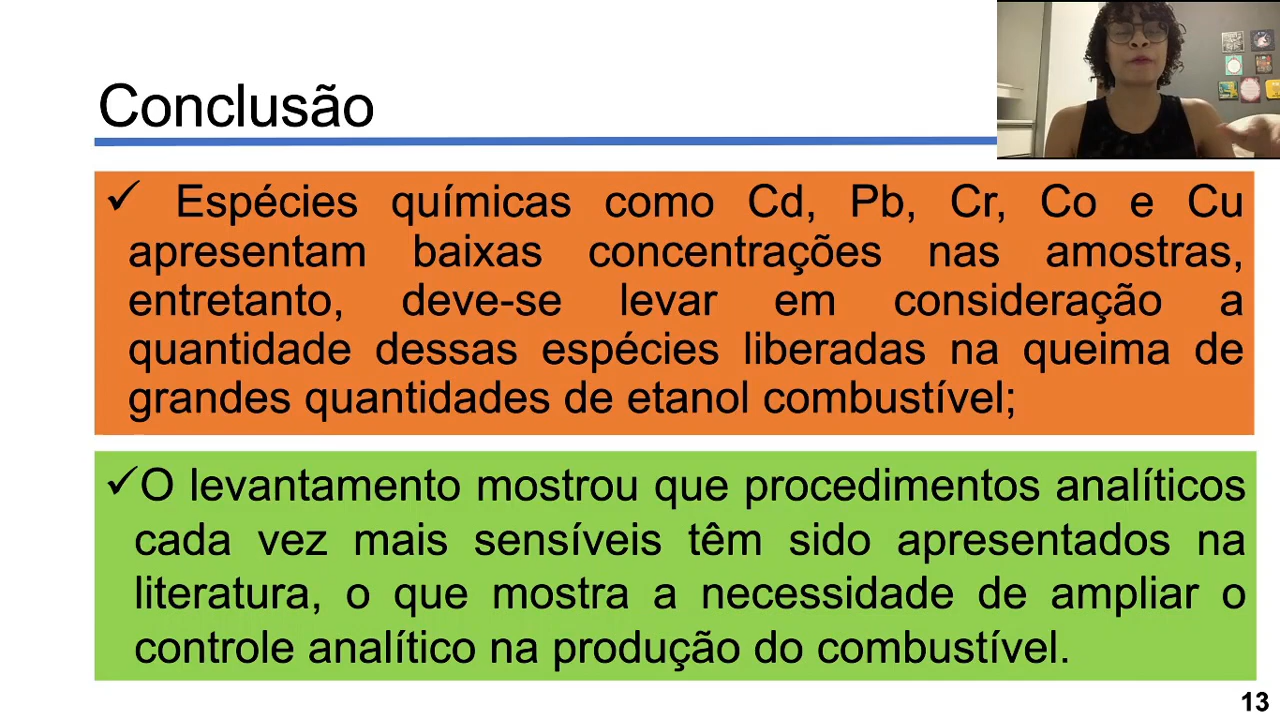 Conclusão
✓ Espécies químicas como Cd, Pb, Cr, Co e Cu
apresentam baixas concentrações nas amostras,
entretanto, deve-se levar em consideração a
quantidade dessas espécies liberadas na queima de
grandes quantidades de etanol combustível;
✓O levantamento mostrou que procedimentos analíticos
cada vez mais sensíveis têm sido apresentados na
literatura, o que mostra a necessidade de ampliar o
controle analítico na produção do combustível.
13